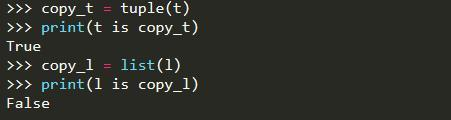 >>> copy_t = tuple(t)
>>> print(t is copy_t)
True
>>> copy_l = list(l)
>>> print(l is copy_l)
False